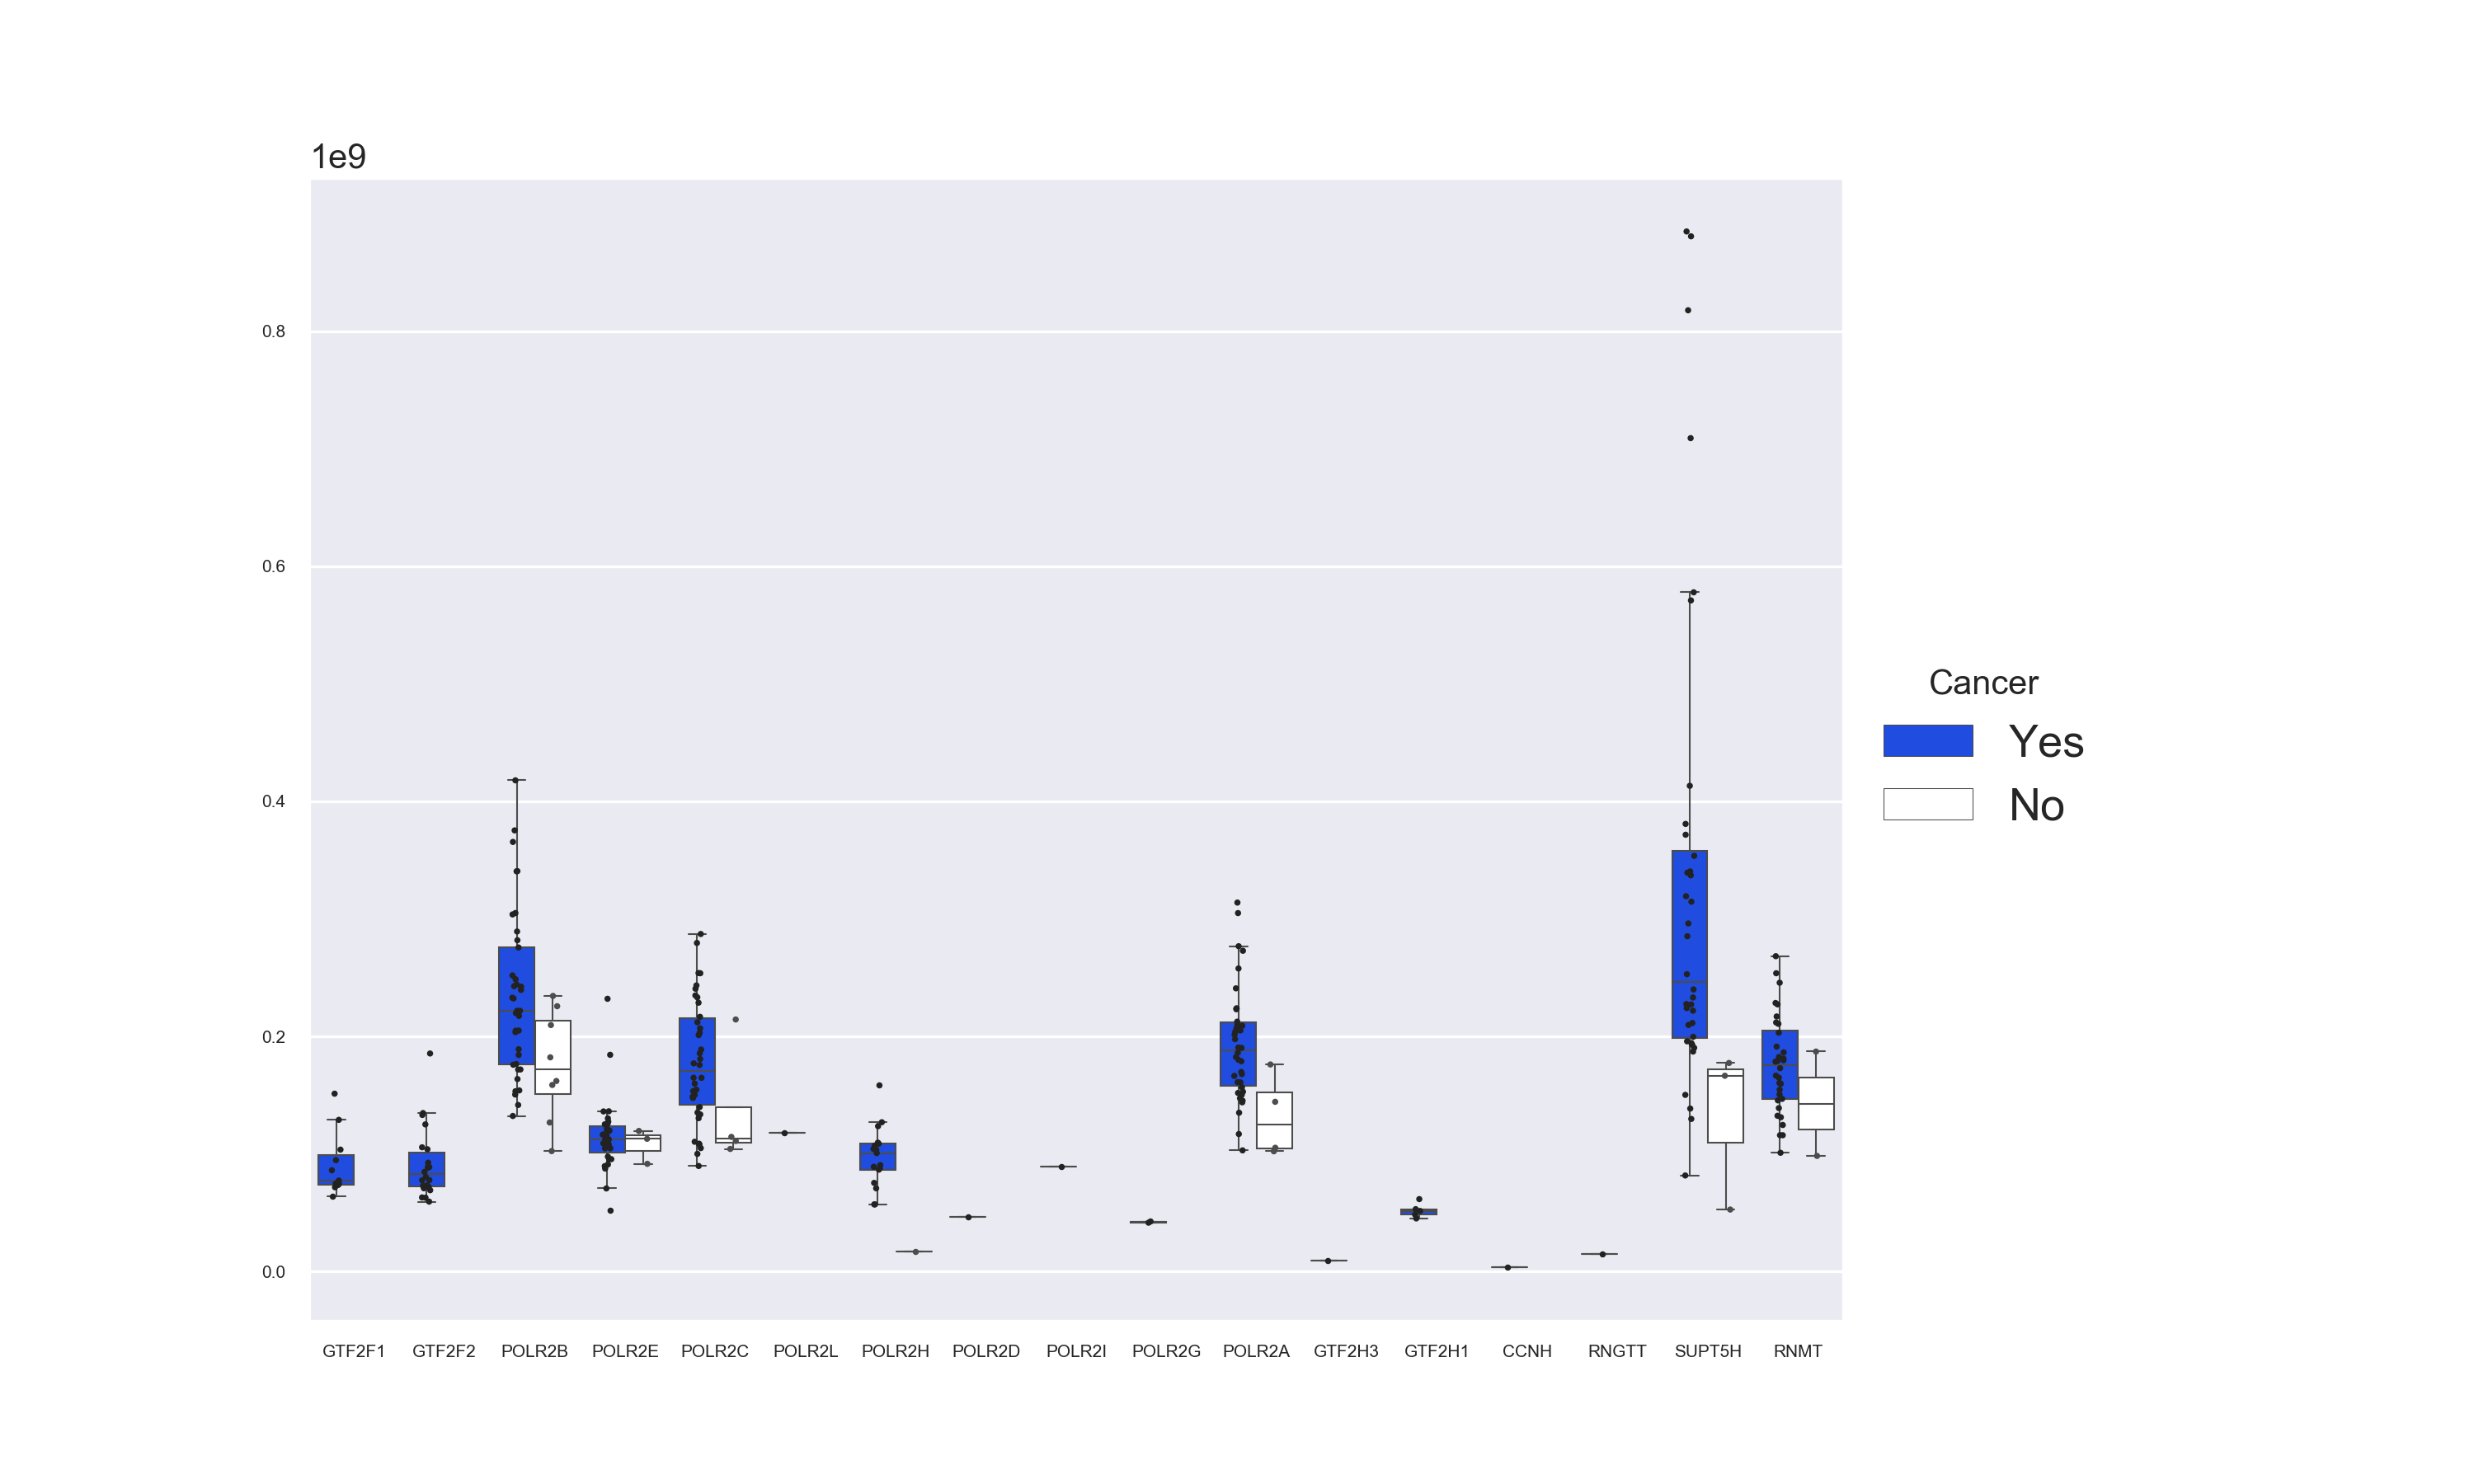 1e9
0.8
0.6
0.4
0.2
0.0
GTF2F1 GTF2F2 POLR2B POLR2E POLR2C POLR2L POLR2H POLR2D POLR2I POLR2G POLR2A GTF2H3 GTF2H1 CCNH RNGTT SUPT5H RNMT
Cancer
Yes
No